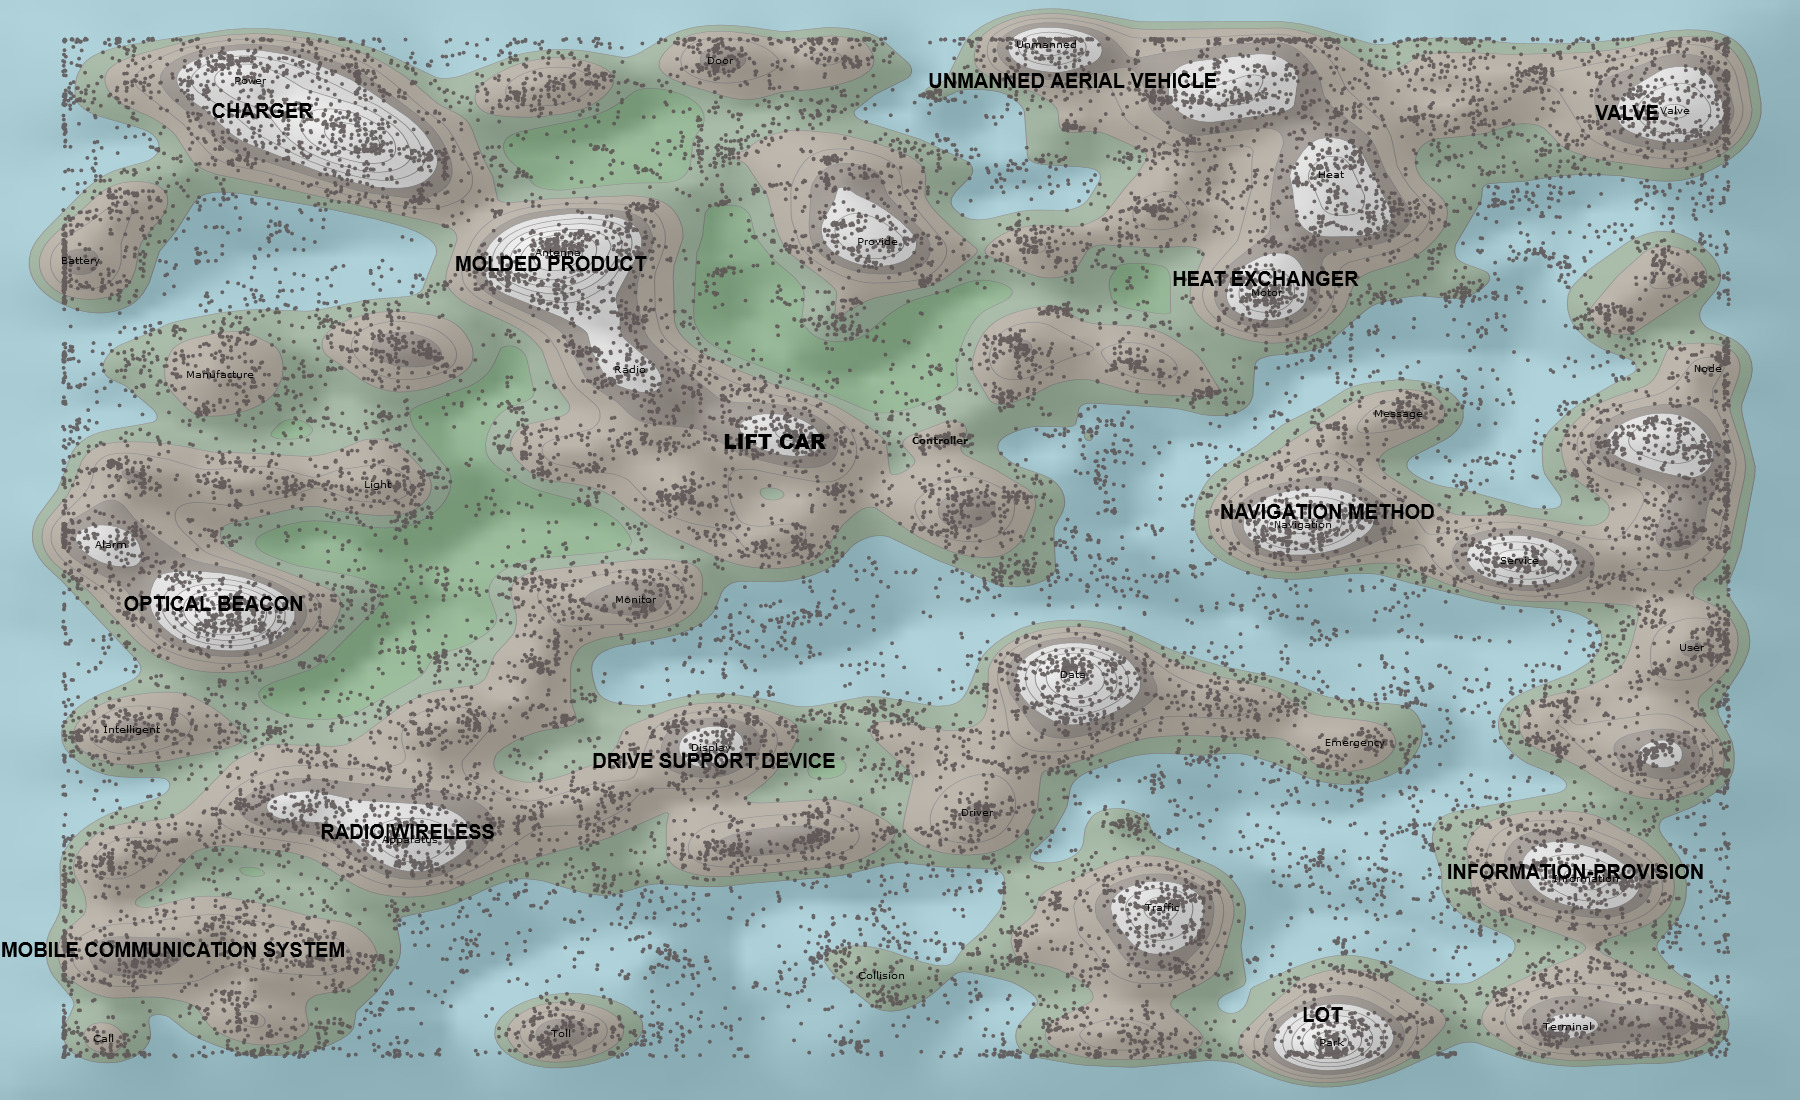 Unmanned
Door
Power
UNMANNED AERIAL VEHICLE
CHARGER
VALVE
Valve
Heat
Provide
Antenna
MOLDED PRODUCT
Battery
HEAT EXCHANGER
Motor
Radio
Manufacture
Node
Message
LIFT CAR
Controller
Light
NAVIGATION METHOD
Navigation
Alarm
Service
OPTICAL BEACON
Monitor
User
Data
Intelligent
Emergency
Display
DRIVE SUPPORT DEVICE
Driver
RADIO|WIRELESS
Apparatus
INFORMATION-PROVISION
Information
Traffic
MOBILE COMMUNICATION SYSTEM
Collision
LOT
Terminal
Toll
Call
Park